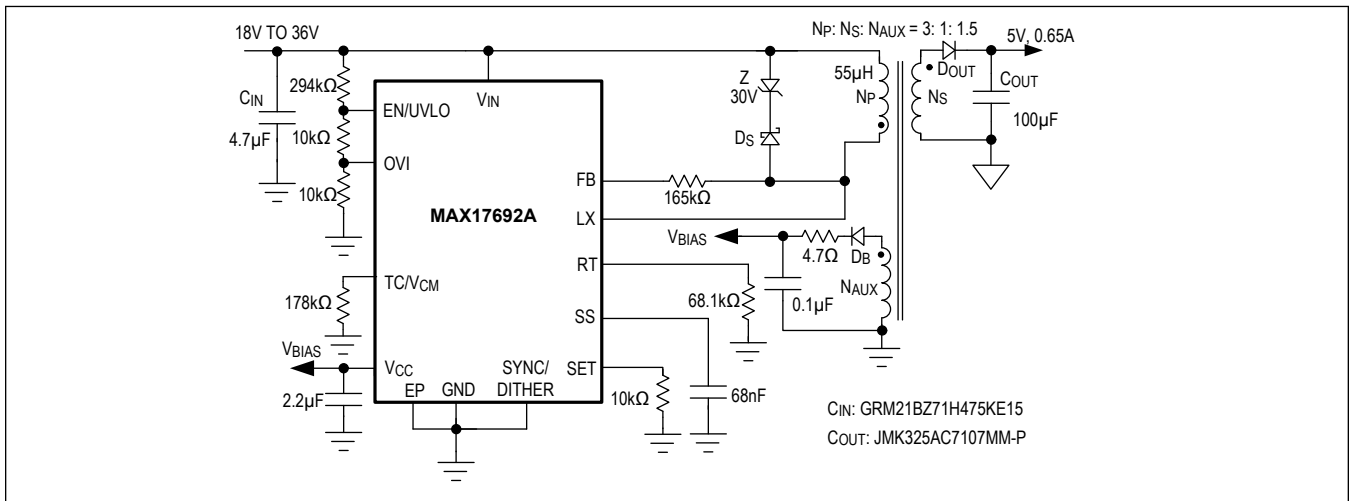 18V TO 36V
NP: NS: NAUX = 3: 1: 1.5
5V, 0.65A
294kΩ
CIN
4.7µF
EN/UVLO
VIN
Z
30V
55µH
NP
NS
DOUT
COUT
100µF
10kΩ
OVI
DS
10kΩ
FB
165kΩ
MAX17692A
LX
VBIAS
4.7Ω
DB
RT
NAUX
TC/VCM
178kΩ
68.1kΩ
0.1µF
SS
VBIAS
VCC
SYNC/
DITHER
SET
EP
GND
2.2µF
10kΩ
68nF
CIN: GRM21BZ71H475KE15
COUT: JMK325AC7107MM-P